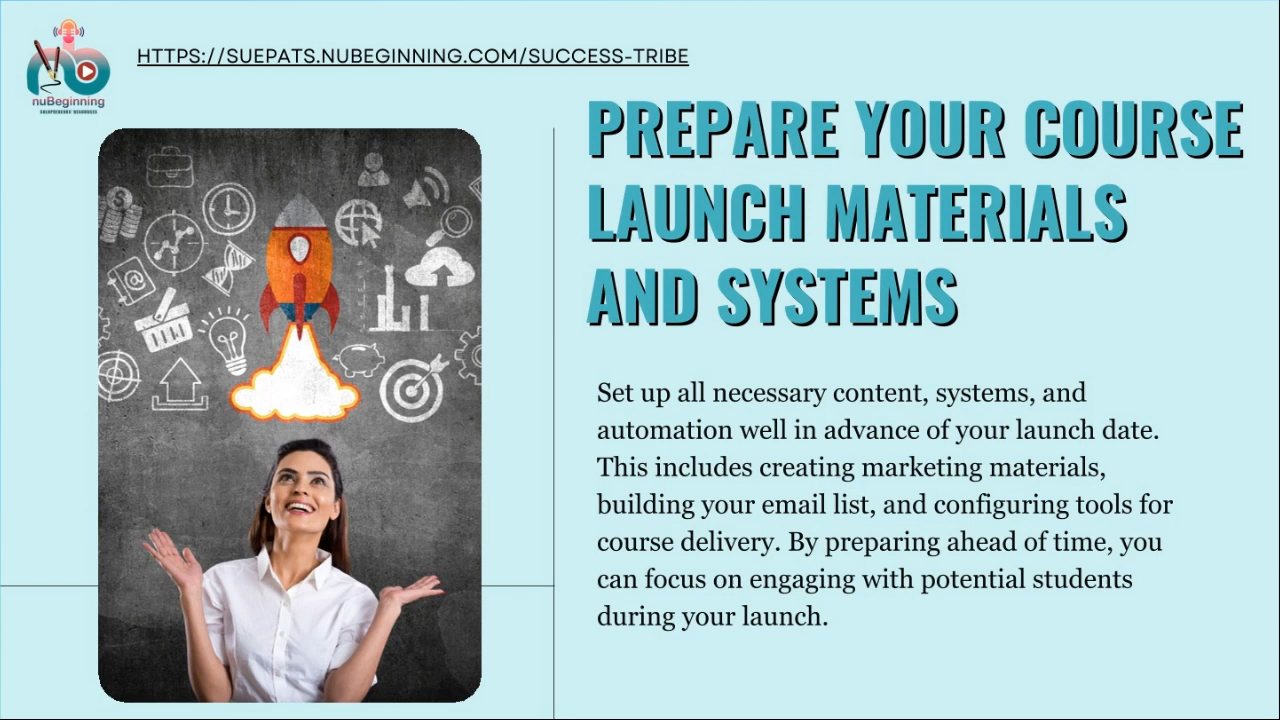 HTTPS://SUEPATS.NUBEGINNING.COM/SUCCESS-TRIBE
nuBeginning
SOLOPRENEURS' RESOURCES
PREPARE YOUR COURSE
LAUNCH MATERIALS
AND SYSTEMS
Set up all necessary content, systems, and
automation well in advance of your launch date.
This includes creating marketing materials,
building your email list, and configuring tools for
course delivery. By preparing ahead of time, you
can focus on engaging with potential students
during your launch.